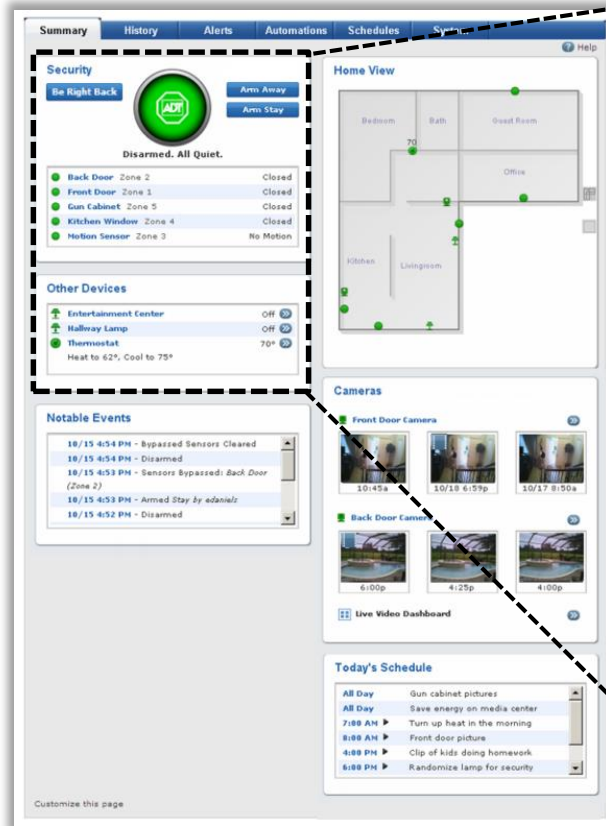 Summary History Alerts Automations Schedules System
Help
Security
Be Right Back
ADT
Arm Away
Arm Stay
Disarmed. All Quiet.
Back Door Zone 2 Closed
Front Door Zone 1 Closed
Gun Cabinet Zone 5 Closed
Kitchen Window Zone 4 Closed
Motion Sensor Zone 3 No Motion
Other Devices
Entertainment Center Off
Hallway Lamp Off
Thermostat 70°
Heat to 62°, Cool to 75°
Notable Events
10/15 4:54 PM - Bypassed Sensors Cleared
10/15 4:54 PM - Disarmed
10/15 4:53 PM - Sensors Bypassed: Back Door
(Zone 2)
10/15 4:53 PM - Armed Stay by edaniels
10/15 4:52 PM - Disarmed
Home View
Bedroom Bath Guest Room
70
Office
Kitchen Livingroom
Cameras
Front Door Camera
10:45a 10/18 6:59p 10/17 8:50a
Back Door Camera
6:00p 4:25p 4:00p
Live Video Dashboard
Today's Schedule
All Day Gun cabinet pictures
All Day Save energy on media center
7:00 AM Turn up heat in the morning
8:00 AM Front door picture
4:00 PM Clip of kids doing homework
6:00 PM Randomize lamp for security
Customize this page